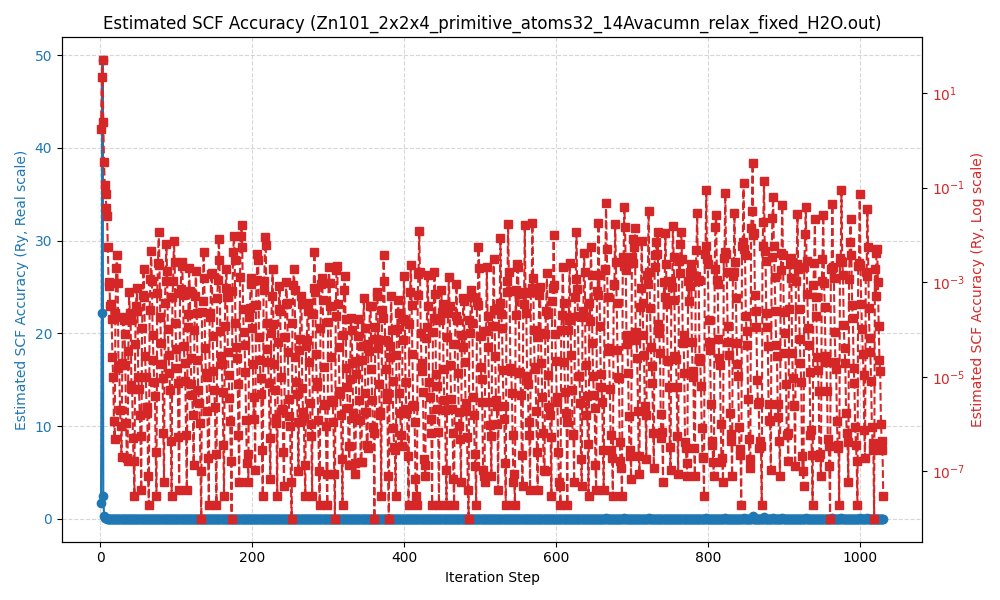 Estimated SCF Accuracy (Zn101_2x2x4_primitive_atoms32_14Avacumn_relax_fixed_H2O.out)
50
40
30
20
10
0
Estimated SCF Accuracy (Ry, Real scale)
10^1
10^-1
10^-3
10^-5
10^-7
Estimated SCF Accuracy (Ry, Log scale)
0 200 400 600 800 1000
Iteration Step